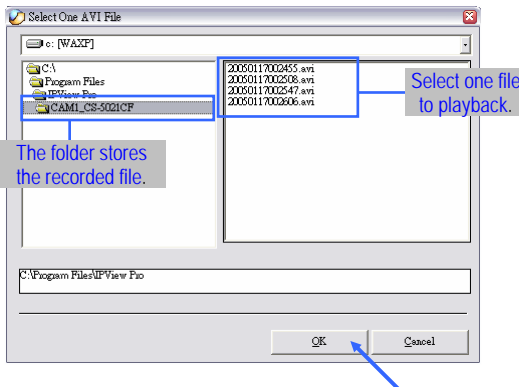 Select One AVI File
c: [WAXP]
C:\
Program Files
IPView Pro
CAM1_CS-5021CF
20050117002455.avi
20050117002508.avi
20050117002547.avi
20050117002606.avi
Select one file
to playback.
The folder stores
the recorded file.
C:\Program Files\IPView Pro
OK
Cancel